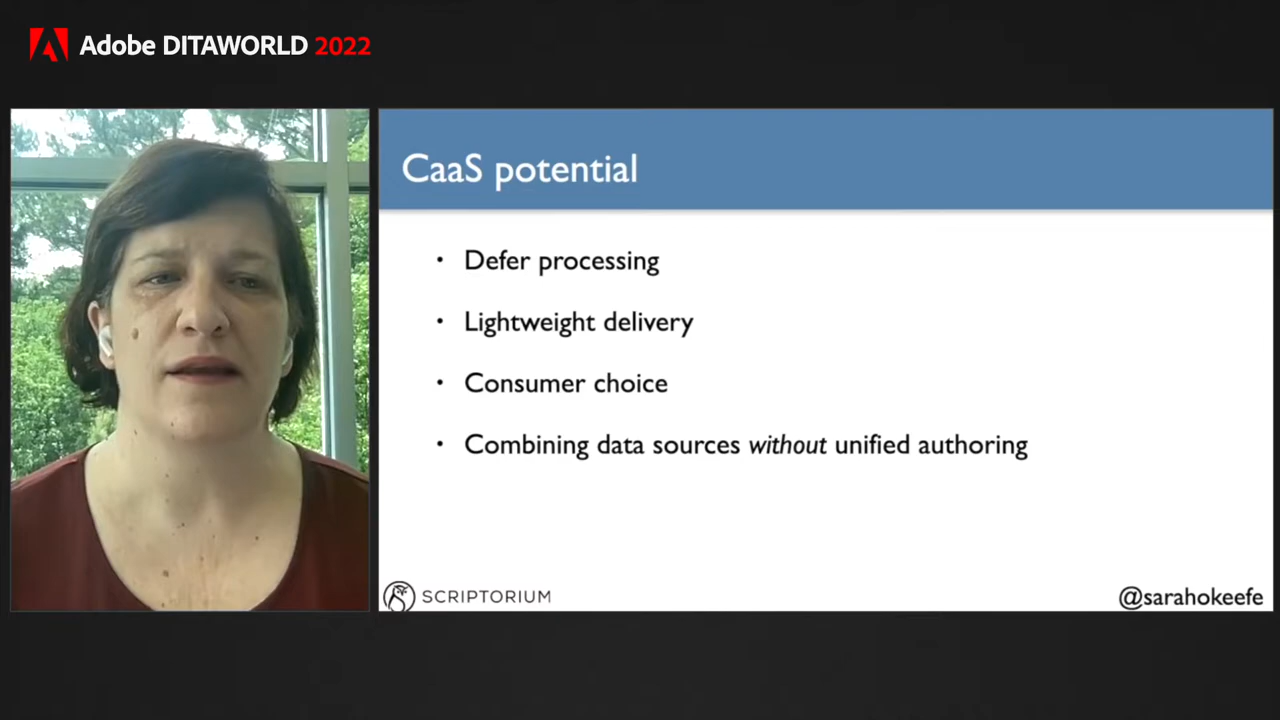 Adobe DITAWORLD 2022
CaaS potential
• Defer processing
• Lightweight delivery
• Consumer choice
• Combining data sources without unified authoring
SCRIPTORIUM
@sarahokeefe